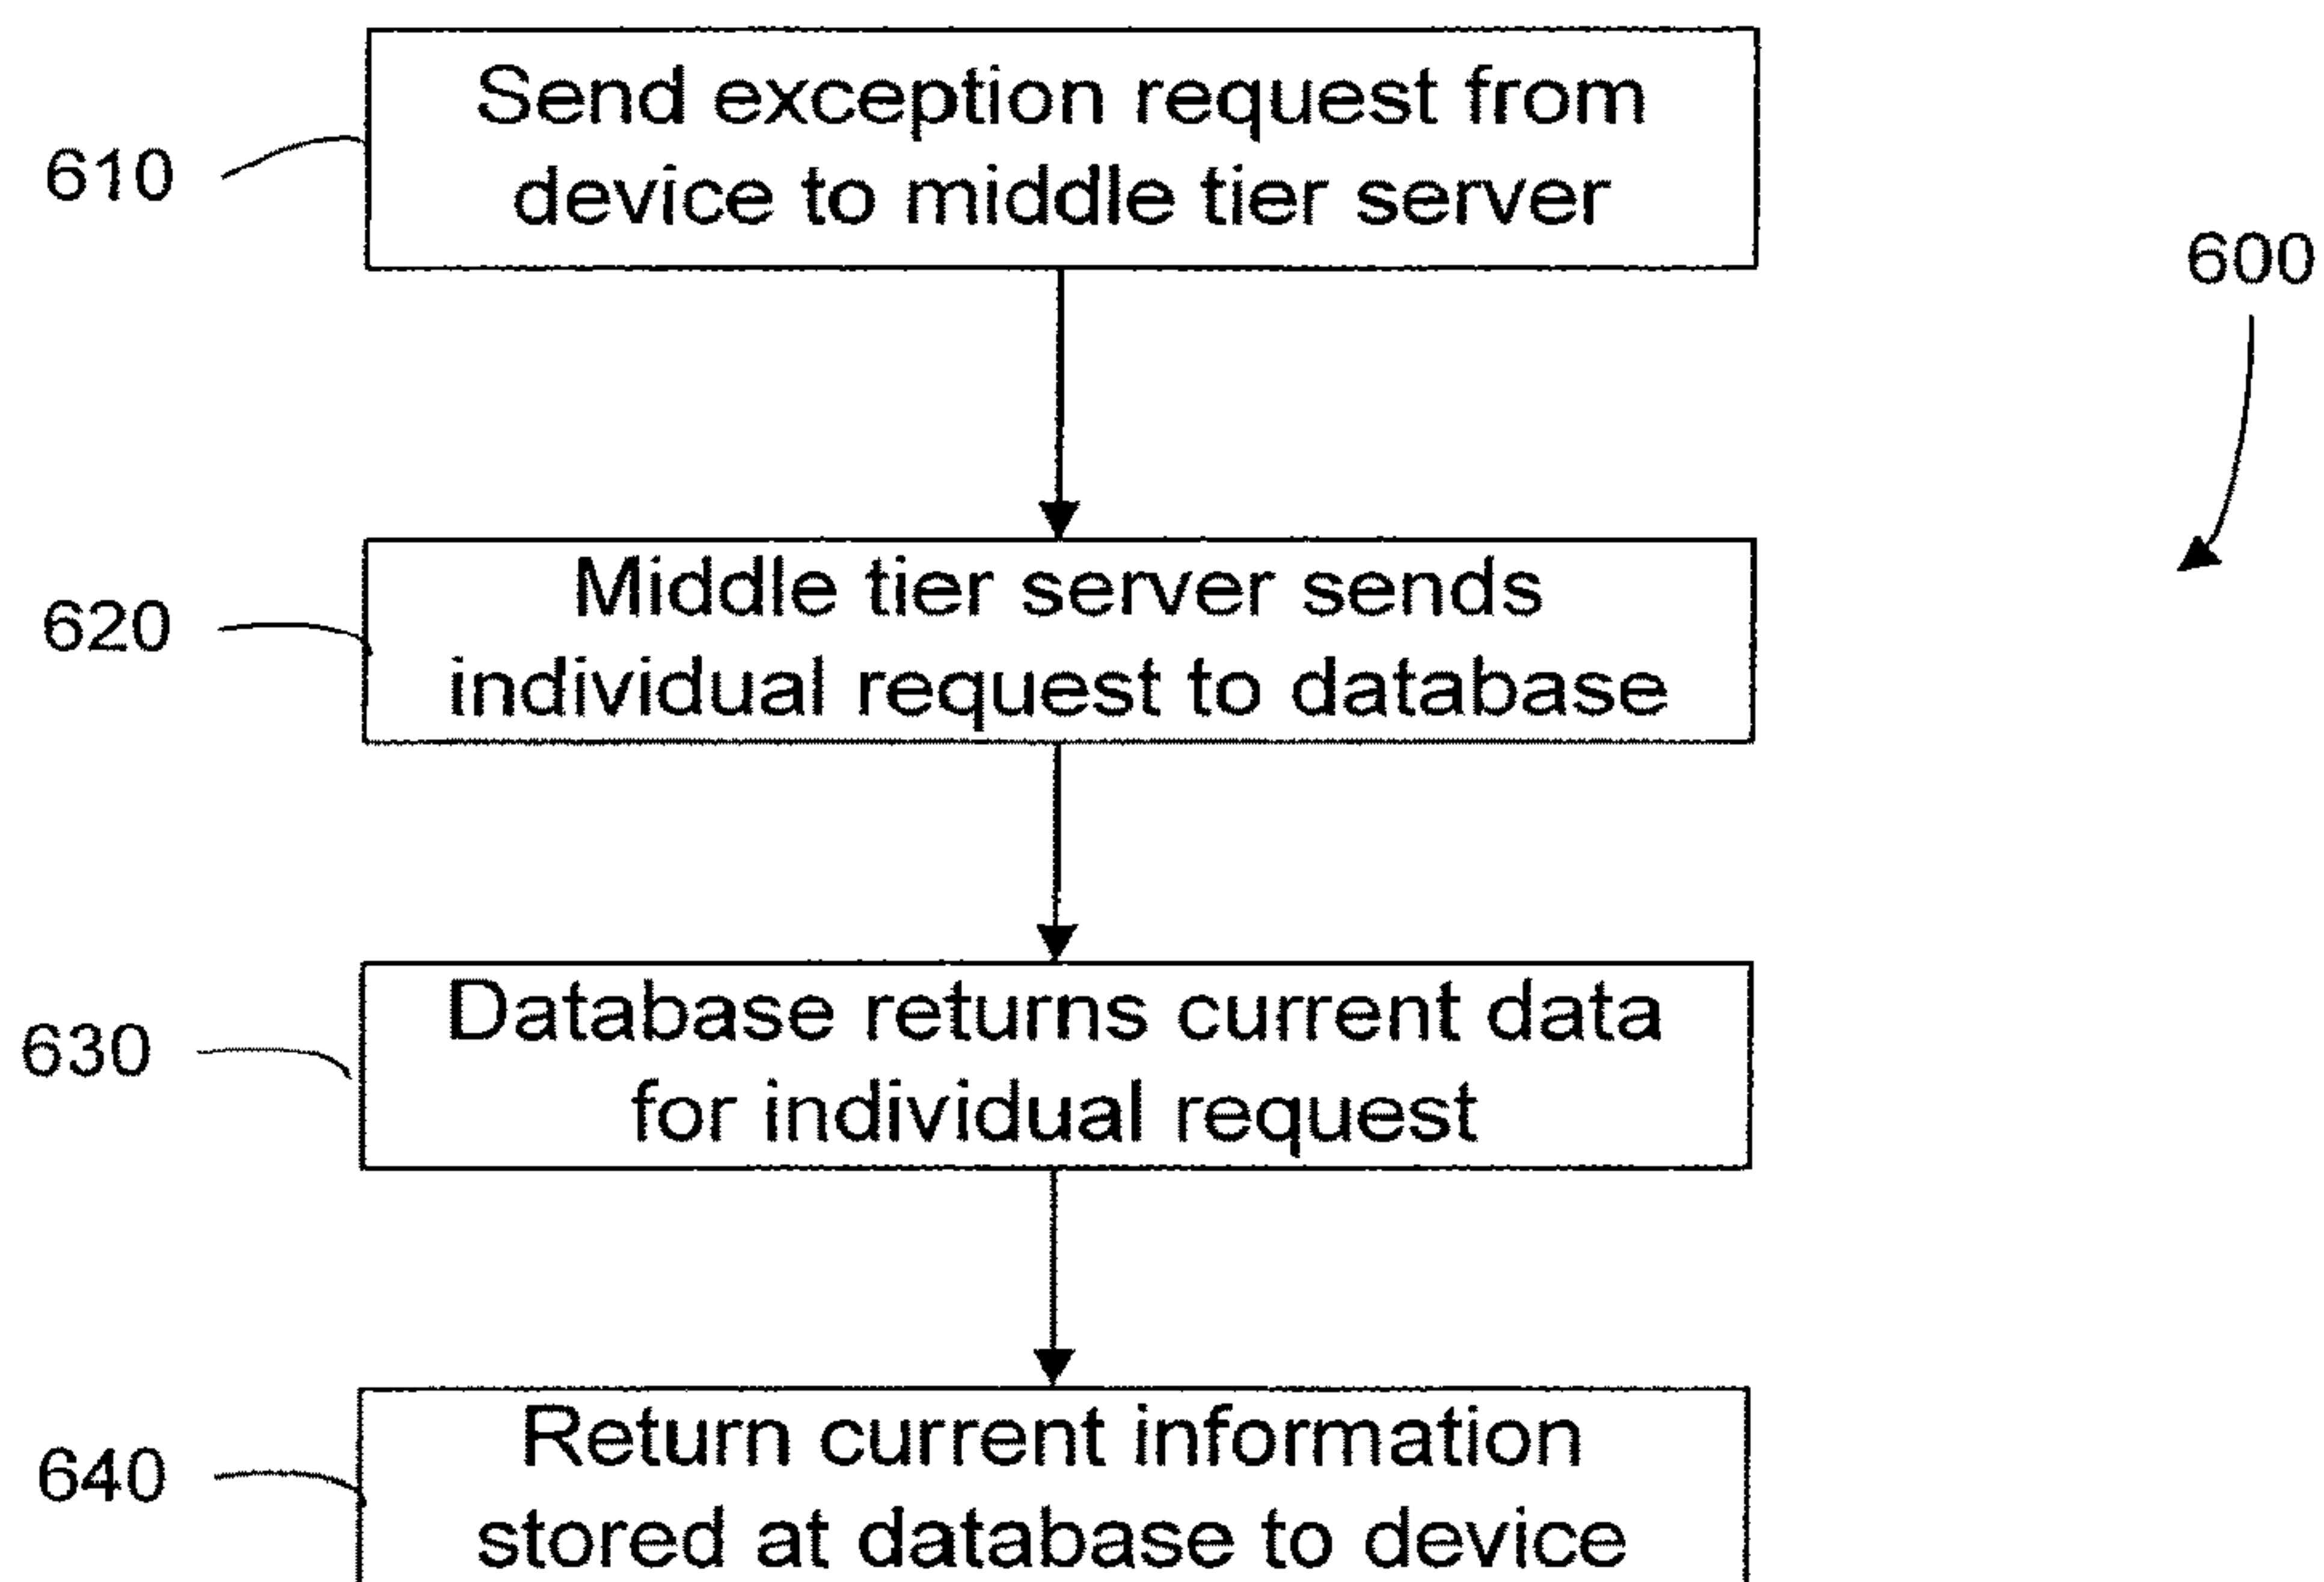 Send exception request from
device to middle tier server
610
600
Middle tier server sends
individual request to database
620
Database returns current data
for individual request
630
Return current information
stored at database to device
640